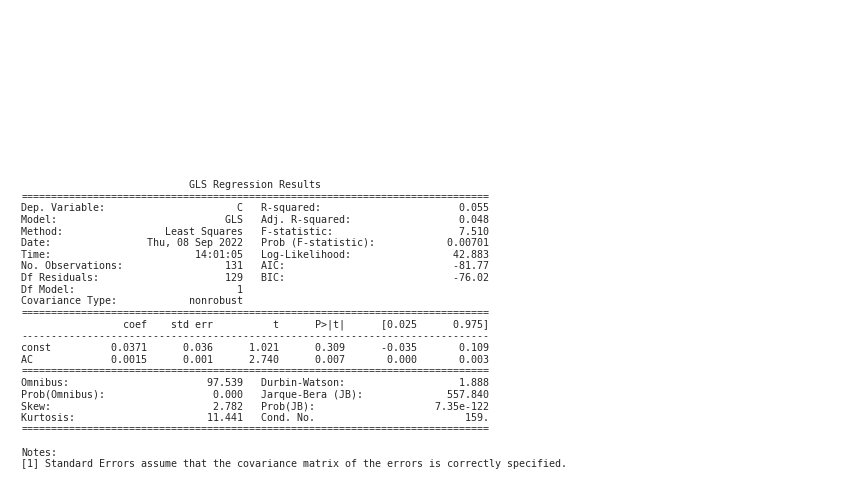 GLS Regression Results
==============================================================================
Dep. Variable:                      C   R-squared:                       0.055
Model:                            GLS   Adj. R-squared:                  0.048
Method:                 Least Squares   F-statistic:                     7.510
Date:                Thu, 08 Sep 2022   Prob (F-statistic):            0.00701
Time:                        14:01:05   Log-Likelihood:                 42.883
No. Observations:                 131   AIC:                            -81.77
Df Residuals:                     129   BIC:                            -76.02
Df Model:                           1
Covariance Type:            nonrobust
==============================================================================
                 coef    std err          t      P>|t|      [0.025      0.975]
------------------------------------------------------------------------------
const          0.0371      0.036      1.021      0.309      -0.035       0.109
AC             0.0015      0.001      2.740      0.007       0.000       0.003
==============================================================================
Omnibus:                       97.539   Durbin-Watson:                   1.888
Prob(Omnibus):                  0.000   Jarque-Bera (JB):              557.840
Skew:                           2.782   Prob(JB):                    7.35e-122
Kurtosis:                      11.441   Cond. No.                         159.
==============================================================================

Notes:
[1] Standard Errors assume that the covariance matrix of the errors is correctly specified.